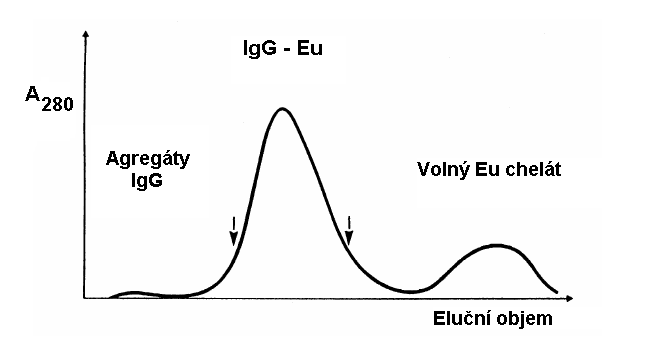 IgG - Eu
A280
Agregáty
IgG
Volný Eu chelát
Eluční objem